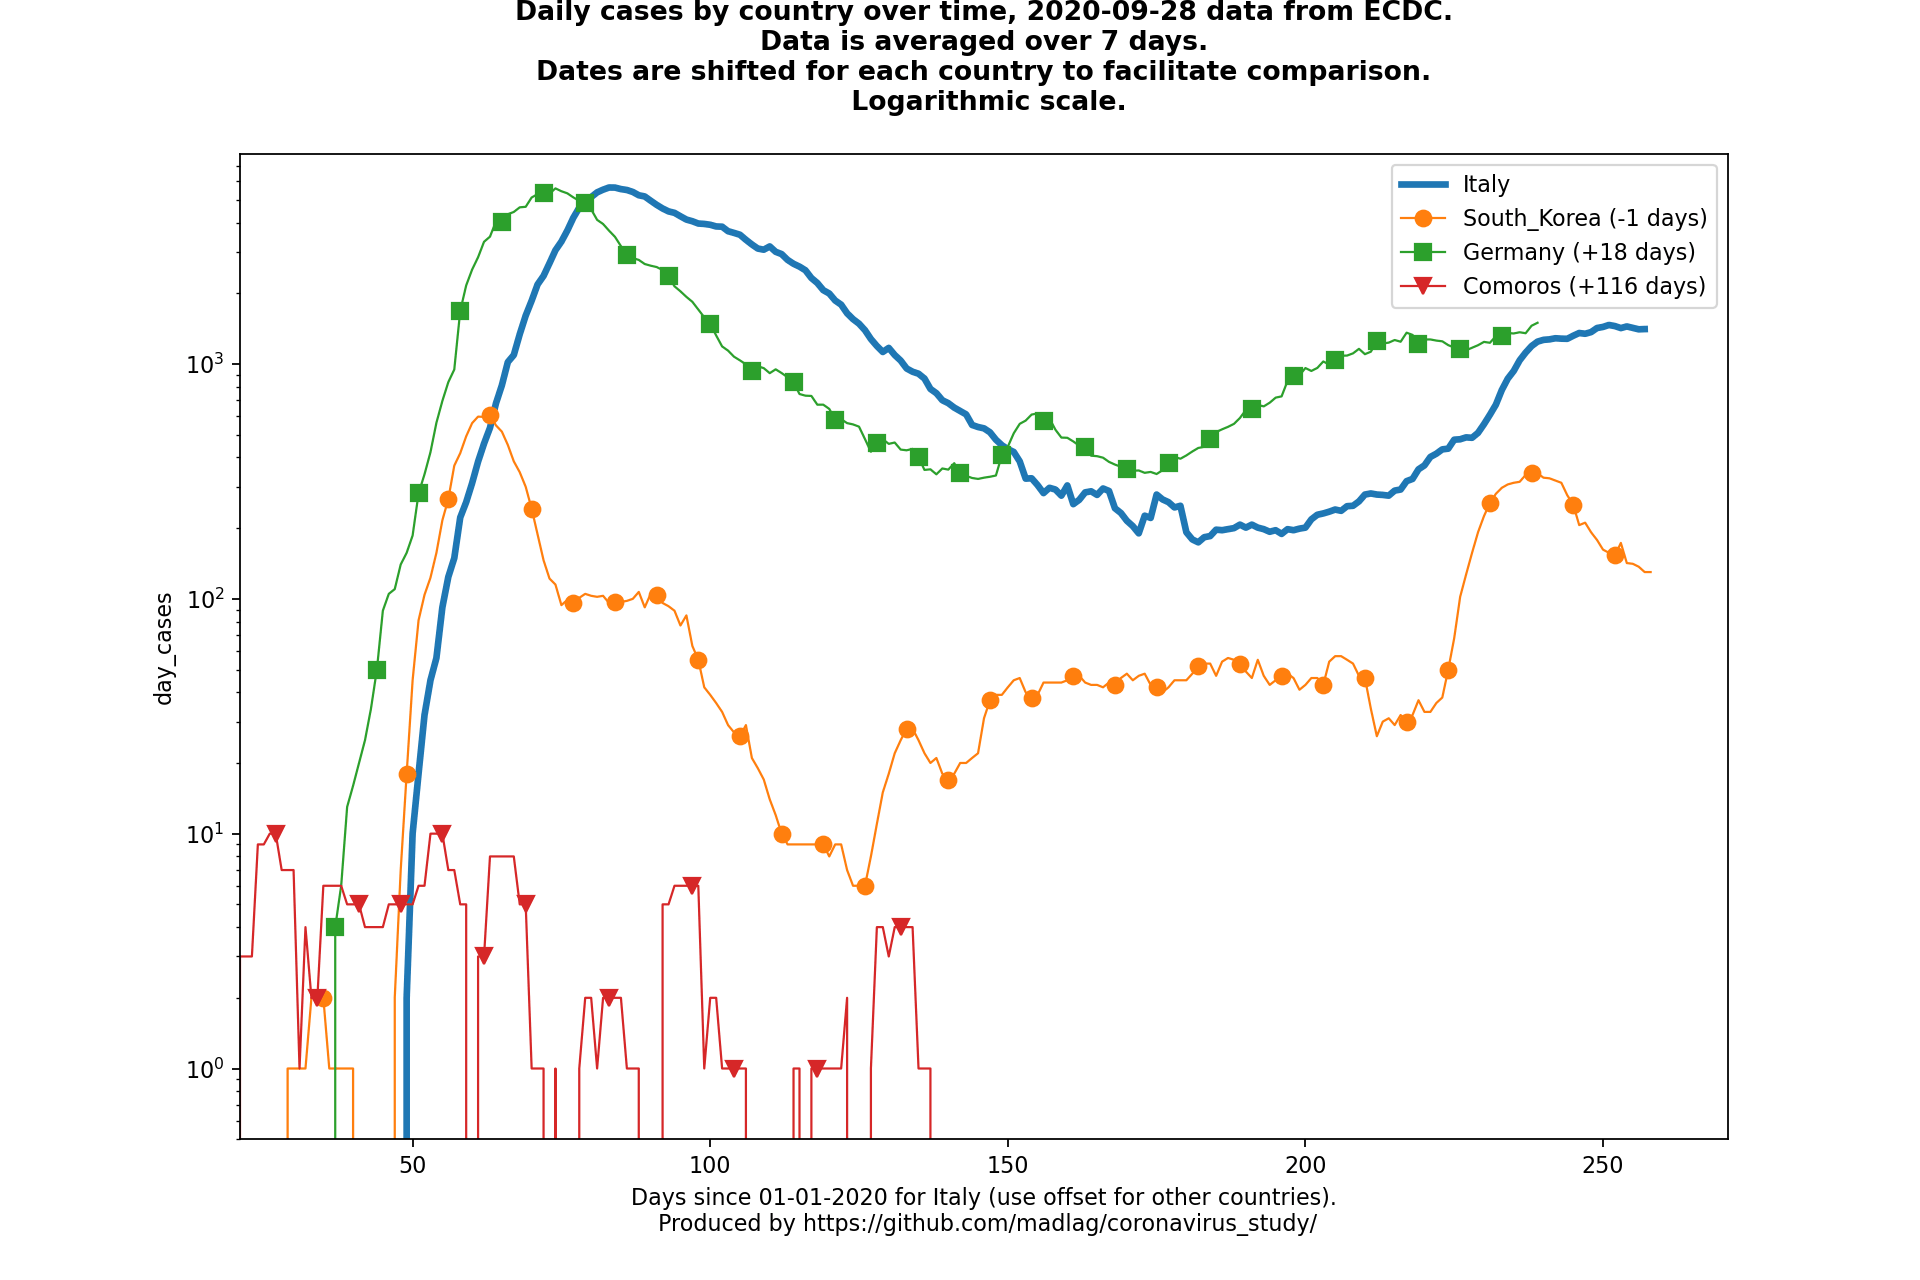 Daily cases by country over time, 2020-09-28 data from ECDC.
Data is averaged over 7 days.
Dates are shifted for each country to facilitate comparison.
Logarithmic scale.
Italy
South_Korea (-1 days)
Germany (+18 days)
Comoros (+116 days)
10³
10²
10¹
10⁰
day_cases
50 100 150 200 250
Days since 01-01-2020 for Italy (use offset for other countries).
Produced by https://github.com/madlag/coronavirus_study/